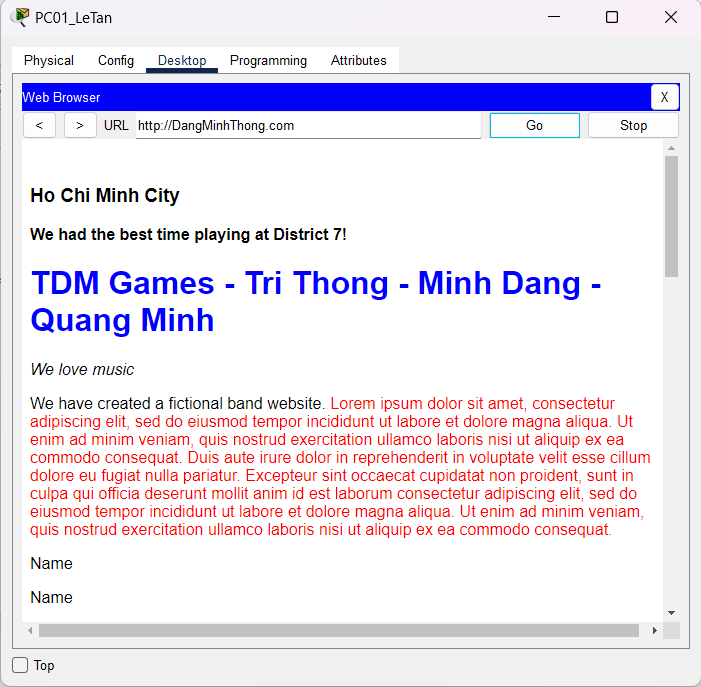 PC01_LeTan
Physical Config Desktop Programming Attributes
Web Browser X
< > URL http://DangMinhThong.com Go Stop
Ho Chi Minh City
We had the best time playing at District 7!
TDM Games - Tri Thong - Minh Dang -
Quang Minh
We love music
We have created a fictional band website. Lorem ipsum dolor sit amet, consectetur
adipiscing elit, sed do eiusmod tempor incididunt ut labore et dolore magna aliqua. Ut
enim ad minim veniam, quis nostrud exercitation ullamco laboris nisi ut aliquip ex ea
commodo consequat. Duis aute irure dolor in reprehenderit in voluptate velit esse cillum
dolore eu fugiat nulla pariatur. Excepteur sint occaecat cupidatat non proident, sunt in
culpa qui officia deserunt mollit anim id est laborum consectetur adipiscing elit, sed do
eiusmod tempor incididunt ut labore et dolore magna aliqua. Ut enim ad minim veniam,
quis nostrud exercitation ullamco laboris nisi ut aliquip ex ea commodo consequat.
Name
Name
Top